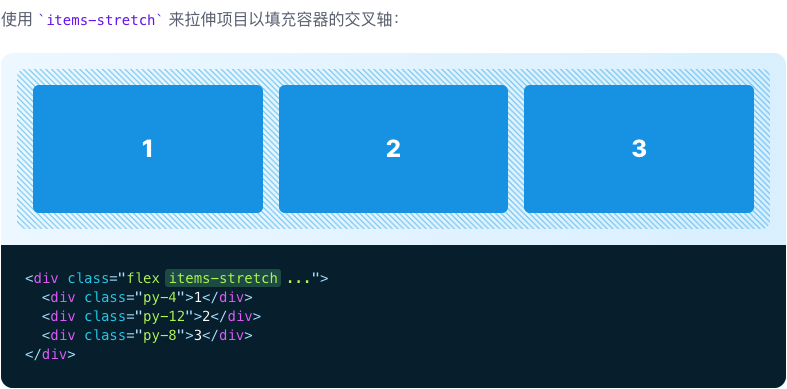 使用 `items-stretch` 来拉伸项目以填充容器的交叉轴：
1 2 3
<div class="flex items-stretch ...">
  <div class="py-4">1</div>
  <div class="py-12">2</div>
  <div class="py-8">3</div>
</div>